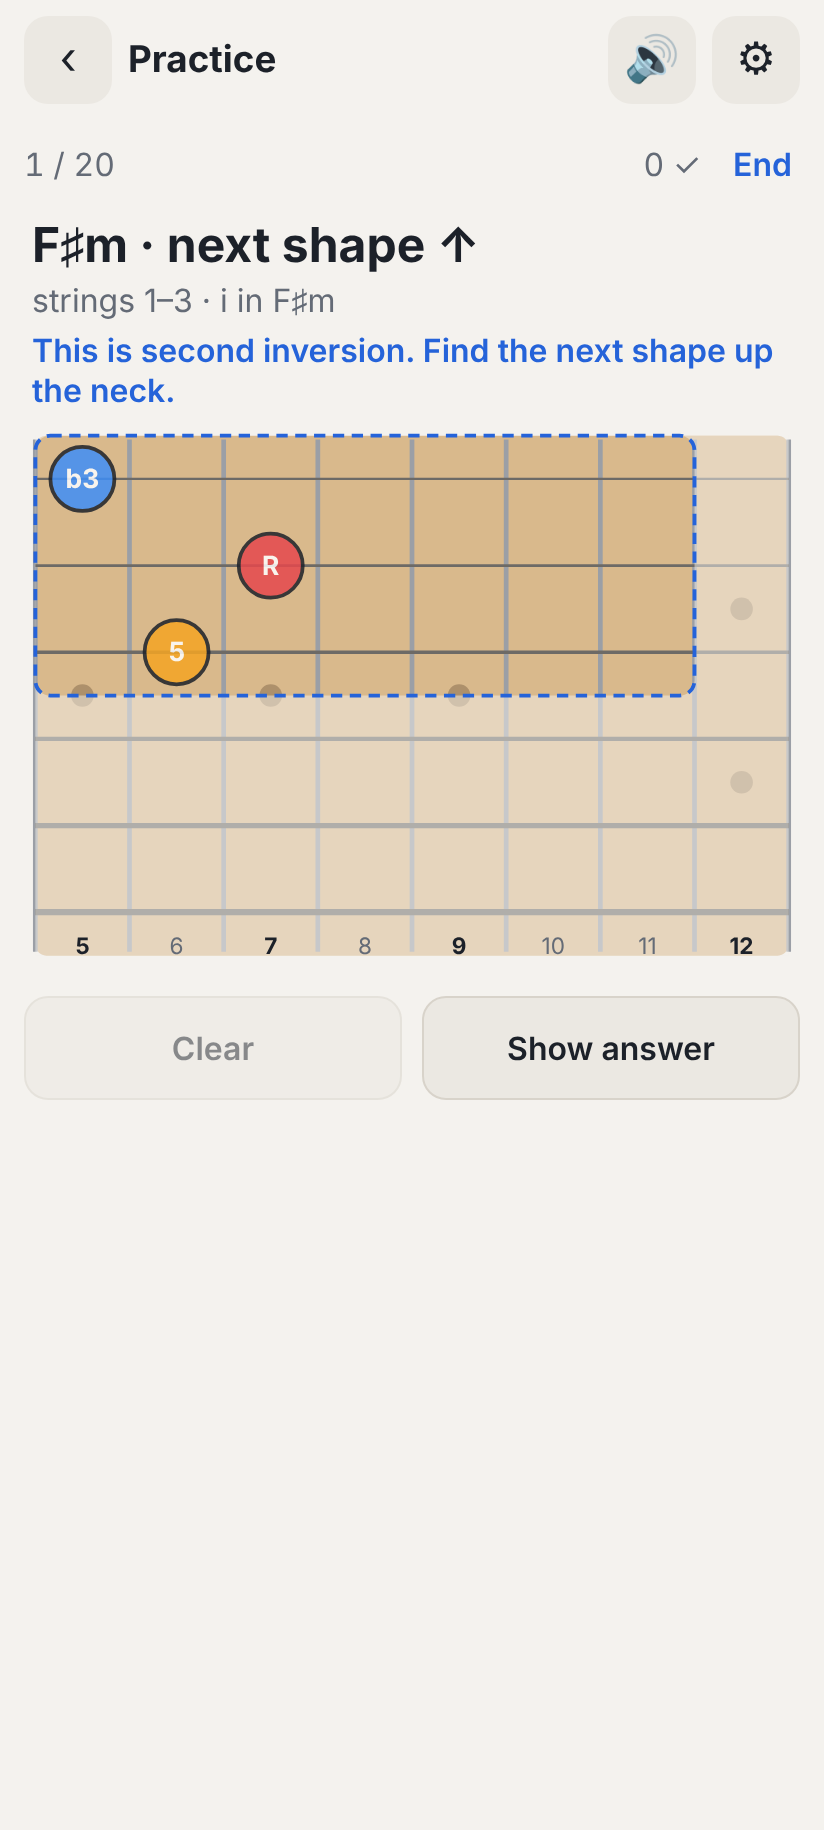 ‹ Practice
1 / 20 0 ✓ End
F♯m · next shape ↑
strings 1–3 · i in F♯m
This is second inversion. Find the next shape up
the neck.
b3
R
5
5 6 7 8 9 10 11 12
Clear Show answer